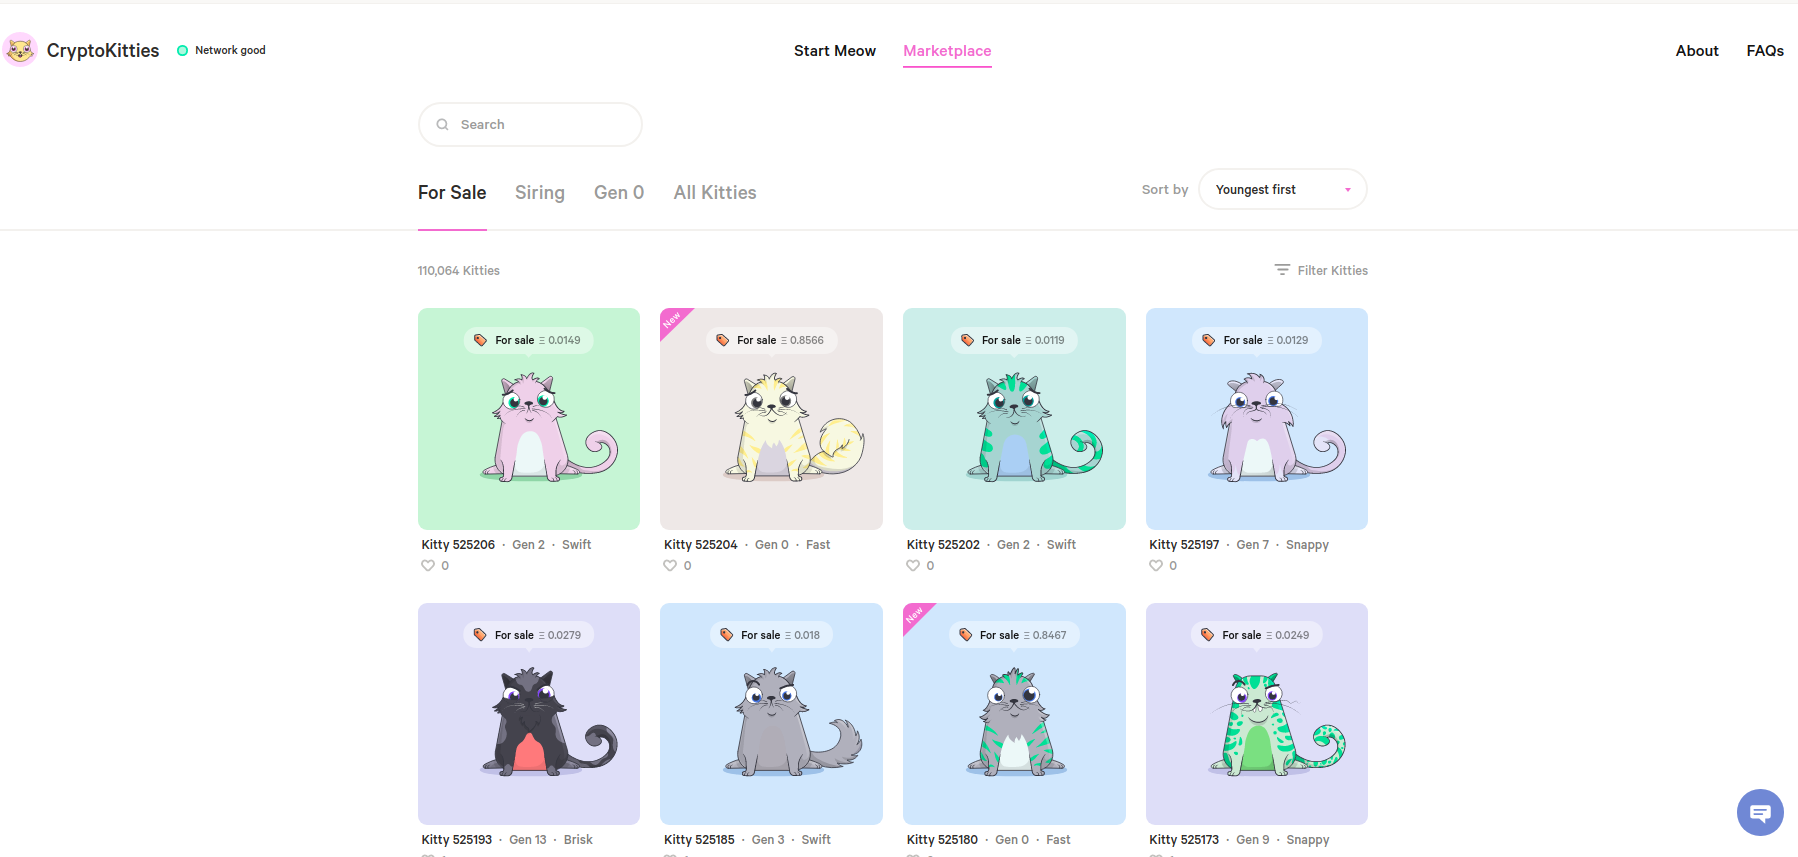 CryptoKitties Network good Start Meow Marketplace About FAQs
Search
For Sale Siring Gen 0 All Kitties Sort by Youngest first
110,064 Kitties Filter Kitties
For sale Ξ 0.0149
New For sale Ξ 0.8566
For sale Ξ 0.0119
For sale Ξ 0.0129
Kitty 525206 · Gen 2 · Swift
0
Kitty 525204 · Gen 0 · Fast
0
Kitty 525202 · Gen 2 · Swift
0
Kitty 525197 · Gen 7 · Snappy
0
For sale Ξ 0.0279
For sale Ξ 0.018
New For sale Ξ 0.8467
For sale Ξ 0.0249
Kitty 525193 · Gen 13 · Brisk
Kitty 525185 · Gen 3 · Swift
Kitty 525180 · Gen 0 · Fast
Kitty 525173 · Gen 9 · Snappy